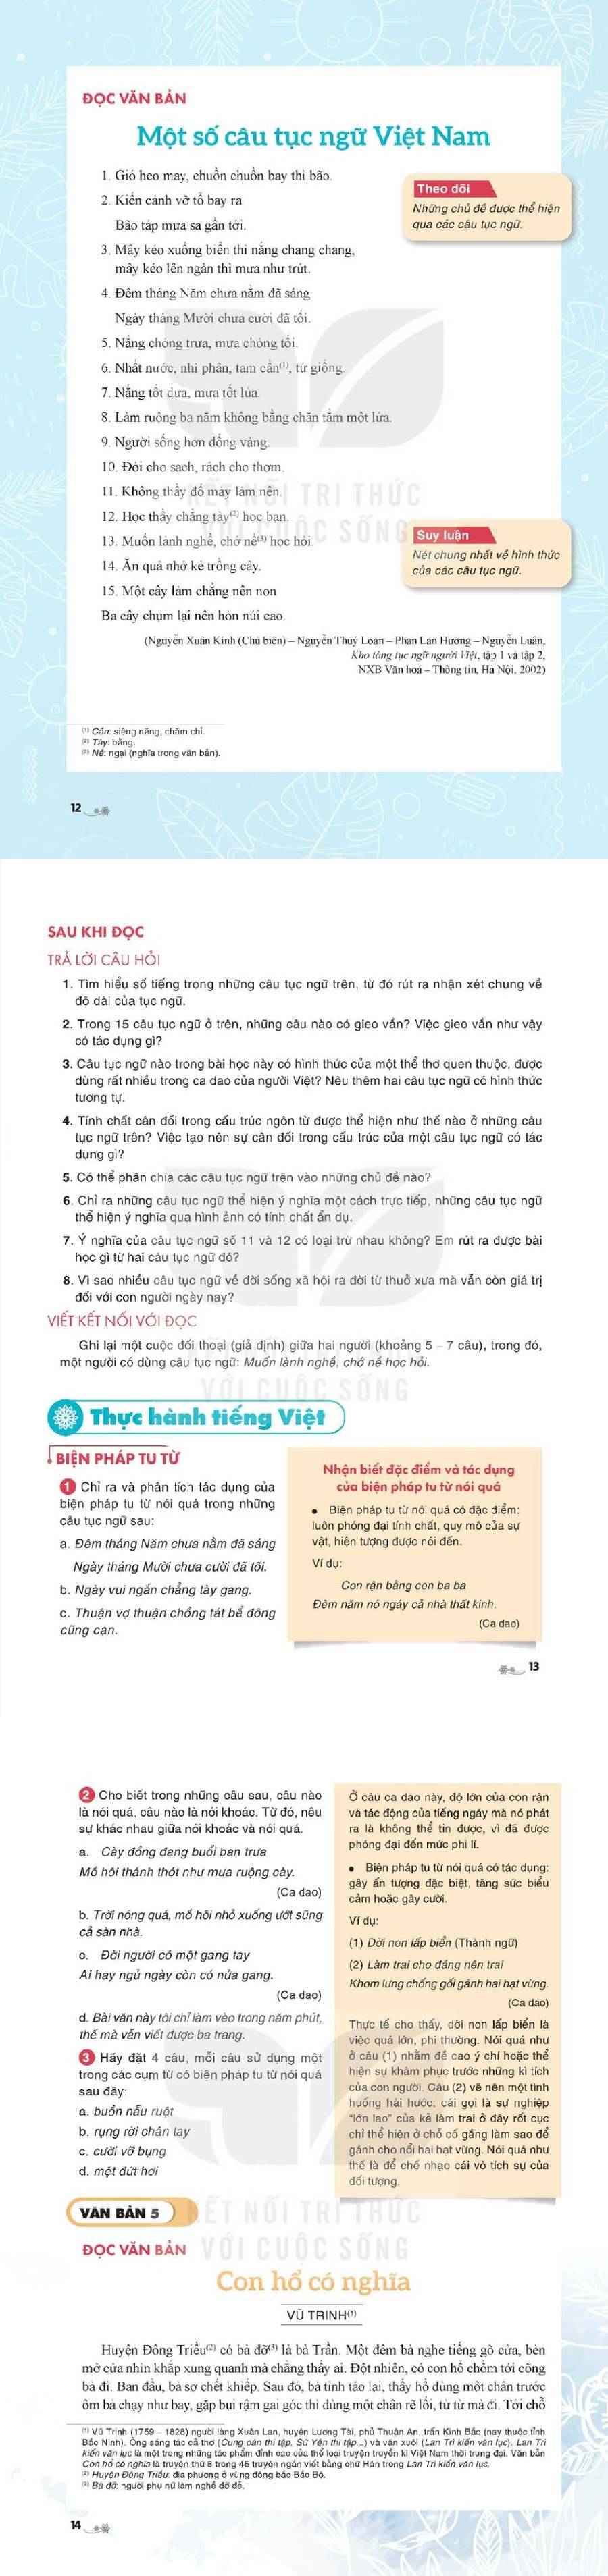 ĐỌC VĂN BẢN
Một số câu tục ngữ Việt Nam
1. Gió heo may, chuồn chuồn bay thì bão.
2. Kiến cánh vỡ tổ bay ra
Bão táp mưa sa gần tới.
3. Mây kéo xuống biển thì nắng chang chang,
mây kéo lên ngàn thì mưa như trút.
4. Đêm tháng Năm chưa nằm đã sáng
Ngày tháng Mười chưa cười đã tối.
5. Nắng chóng trưa, mưa chóng tối.
6. Nhất nước, nhì phân, tam cần(1), tứ giống.
7. Nắng tốt dưa, mưa tốt lúa.
8. Làm ruộng ba năm không bằng chăn tằm một lứa.
9. Người sống hơn đống vàng.
10. Đói cho sạch, rách cho thơm.
11. Không thầy đố mày làm nên.
12. Học thầy chẳng tày(2) học bạn.
13. Muốn lành nghề, chớ nề(3) học hỏi.
14. Ăn quả nhớ kẻ trồng cây.
15. Một cây làm chẳng nên non
Ba cây chụm lại nên hòn núi cao.
Theo dõi
Những chủ đề được thể hiện
qua các câu tục ngữ.
Suy luận
Nét chung nhất về hình thức
của các câu tục ngữ.
(Nguyễn Xuân Kính (Chủ biên) – Nguyễn Thuý Loan – Phan Lan Hương – Nguyễn Luân,
Kho tàng tục ngữ người Việt, tập 1 và tập 2,
NXB Văn hoá – Thông tin, Hà Nội, 2002)
(1) Cần: siêng năng, chăm chỉ.
(2) Tày: bằng.
(3) Nề: ngại (nghĩa trong văn bản).
KẾT NỐI TRI THỨC
VỚI CUỘC SỐNG
12
SAU KHI ĐỌC
TRẢ LỜI CÂU HỎI
1. Tìm hiểu số tiếng trong những câu tục ngữ trên, từ đó rút ra nhận xét chung về
độ dài của tục ngữ.
2. Trong 15 câu tục ngữ ở trên, những câu nào có gieo vần? Việc gieo vần như vậy
có tác dụng gì?
3. Câu tục ngữ nào trong bài học này có hình thức của một thể thơ quen thuộc, được
dùng rất nhiều trong ca dao của người Việt? Nêu thêm hai câu tục ngữ có hình thức
tương tự.
4. Tính chất cân đối trong cấu trúc ngôn từ được thể hiện như thế nào ở những câu
tục ngữ trên? Việc tạo nên sự cân đối trong cấu trúc của một câu tục ngữ có tác
dụng gì?
5. Có thể phân chia các câu tục ngữ trên vào những chủ đề nào?
6. Chỉ ra những câu tục ngữ thể hiện ý nghĩa một cách trực tiếp, những câu tục ngữ
thể hiện ý nghĩa qua hình ảnh có tính chất ẩn dụ.
7. Ý nghĩa của câu tục ngữ số 11 và 12 có loại trừ nhau không? Em rút ra được bài
học gì từ hai câu tục ngữ đó?
8. Vì sao nhiều câu tục ngữ về đời sống xã hội ra đời từ thuở xưa mà vẫn còn giá trị
đối với con người ngày nay?
VIẾT KẾT NỐI VỚI ĐỌC
Ghi lại một cuộc đối thoại (giả định) giữa hai người (khoảng 5 – 7 câu), trong đó,
một người có dùng câu tục ngữ: Muốn lành nghề, chớ nề học hỏi.
KẾT NỐI TRI THỨC
VỚI CUỘC SỐNG
Thực hành tiếng Việt
BIỆN PHÁP TU TỪ
1 Chỉ ra và phân tích tác dụng của
biện pháp tu từ nói quá trong những
câu tục ngữ sau:
a. Đêm tháng Năm chưa nằm đã sáng
Ngày tháng Mười chưa cười đã tối.
b. Ngày vui ngắn chẳng tày gang.
c. Thuận vợ thuận chồng tát bể đông
cũng cạn.
Nhận biết đặc điểm và tác dụng
của biện pháp tu từ nói quá
• Biện pháp tu từ nói quá có đặc điểm:
luôn phóng đại tính chất, quy mô của sự
vật, hiện tượng được nói đến.
Ví dụ:
Con rận bằng con ba ba
Đêm nằm nó ngáy cả nhà thất kinh.
(Ca dao)
13
2 Cho biết trong những câu sau, câu nào
là nói quá, câu nào là nói khoác. Từ đó, nêu
sự khác nhau giữa nói khoác và nói quá.
a. Cày đồng đang buổi ban trưa
Mồ hôi thánh thót như mưa ruộng cày.
(Ca dao)
b. Trời nóng quá, mồ hôi nhỏ xuống ướt sũng
cả sàn nhà.
c. Đời người có một gang tay
Ai hay ngủ ngày còn có nửa gang.
(Ca dao)
d. Bài văn này tôi chỉ làm vèo trong năm phút,
thế mà vẫn viết được ba trang.
3 Hãy đặt 4 câu, mỗi câu sử dụng một
trong các cụm từ có biện pháp tu từ nói quá
sau đây:
a. buồn nẫu ruột
b. rụng rời chân tay
c. cười vỡ bụng
d. mệt đứt hơi
Ở câu ca dao này, độ lớn của con rận
và tác động của tiếng ngáy mà nó phát
ra là không thể tin được, vì đã được
phóng đại đến mức phi lí.
• Biện pháp tu từ nói quá có tác dụng:
gây ấn tượng đặc biệt, tăng sức biểu
cảm hoặc gây cười.
Ví dụ:
(1) Dời non lấp biển (Thành ngữ)
(2) Làm trai cho đáng nên trai
Khom lưng chống gối gánh hai hạt vừng.
(Ca dao)
Thực tế cho thấy, dời non lấp biển là
việc quá lớn, phi thường. Nói quá như
ở câu (1) nhằm đề cao ý chí hoặc thể
hiện sự khâm phục trước những kì tích
của con người. Câu (2) vẽ nên một tình
huống hài hước: cái gọi là sự nghiệp
"lớn lao" của kẻ làm trai ở đây rốt cục
chỉ thể hiện ở chỗ cố gắng làm sao để
gánh cho nổi hai hạt vừng. Nói quá như
thế là để chế nhạo cái vô tích sự của
đối tượng.
VĂN BẢN 5
KẾT NỐI TRI THỨC
VỚI CUỘC SỐNG
ĐỌC VĂN BẢN
Con hổ có nghĩa
VŨ TRINH(1)
Huyện Đông Triều(2) có bà đỡ(3) là bà Trần. Một đêm bà nghe tiếng gõ cửa, bèn
mở cửa nhìn khắp xung quanh mà chẳng thấy ai. Đột nhiên, có con hổ chồm tới cõng
bà đi. Ban đầu, bà sợ chết khiếp. Sau đó, bà tỉnh táo lại, thấy hổ dùng một chân trước
ôm bà chạy như bay, gặp bụi rậm gai góc thì dùng một chân rẽ lối, từ từ mà đi. Tới chỗ
(1) Vũ Trinh (1759 – 1828) người làng Xuân Lan, huyện Lương Tài, phủ Thuận An, trấn Kinh Bắc (nay thuộc tỉnh
Bắc Ninh). Ông sáng tác cả thơ (Cung oán thi tập, Sứ Yên thi tập,...) và văn xuôi (Lan Trì kiến văn lục). Lan Trì
kiến văn lục là một trong những tác phẩm đỉnh cao của thể loại truyện truyền kì Việt Nam thời trung đại. Văn bản
Con hổ có nghĩa là truyện thứ 8 trong 45 truyện ngắn viết bằng chữ Hán trong Lan Trì kiến văn lục.
(2) Huyện Đông Triều: địa phương ở vùng đông bắc Bắc Bộ.
(3) Bà đỡ: người phụ nữ làm nghề đỡ đẻ.
14